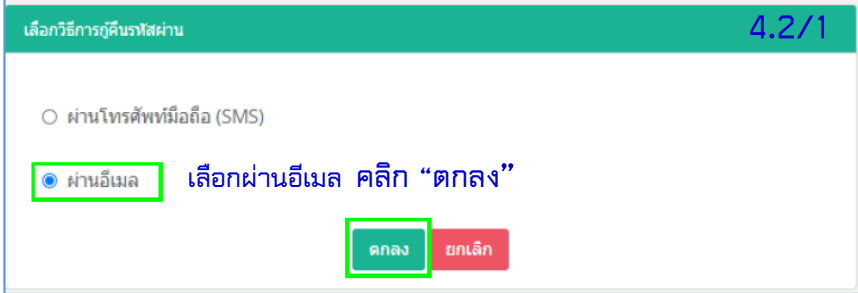 เลือกวิธีการกู้คืนรหัสผ่าน 4.2/1
ผ่านโทรศัพท์มือถือ (SMS)
ผ่านอีเมล เลือกผ่านอีเมล คลิก “ตกลง”
ตกลง ยกเลิก